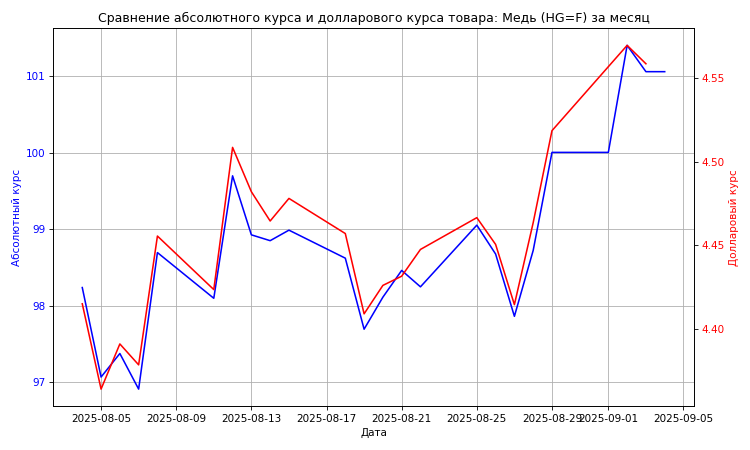 Сравнение абсолютного курса и долларового курса товара: Медь (HG=F) за месяц
Абсолютный курс
101
100
99
98
97
4.55
4.50
4.45
4.40
Долларовый курс
2025-08-05 2025-08-09 2025-08-13 2025-08-17 2025-08-21 2025-08-25 2025-08-29 2025-09-01 2025-09-05
Дата